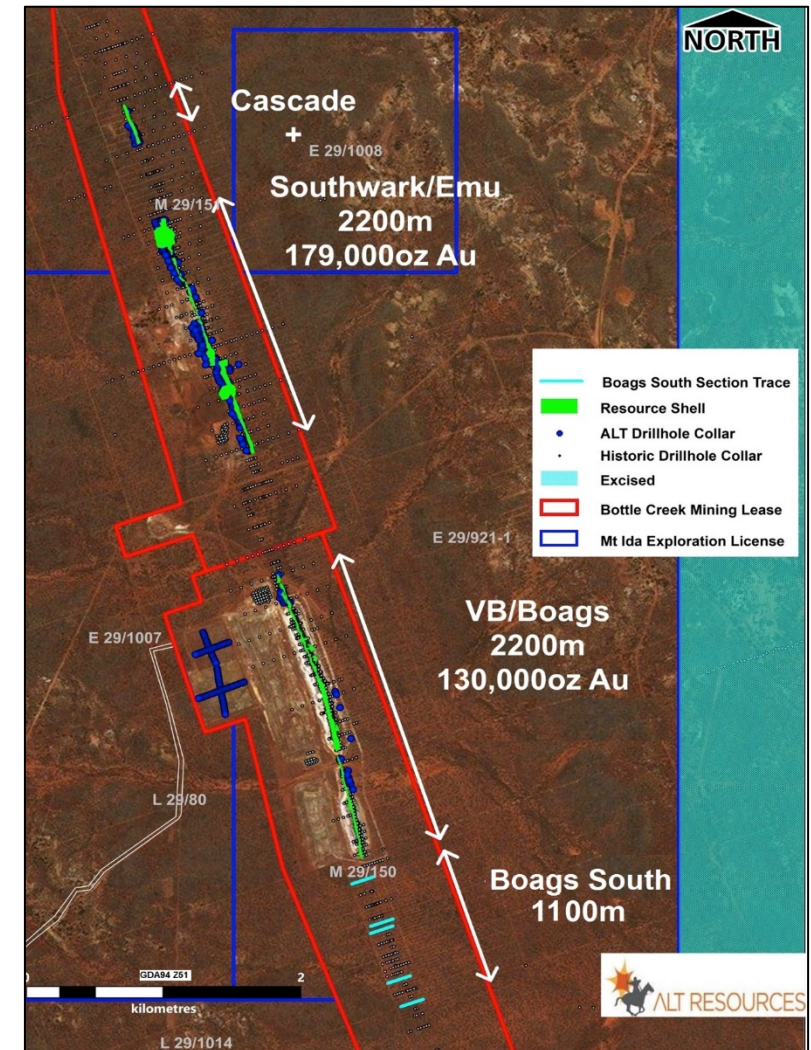 NORTH
Cascade
+
E 29/1008
Southwark/Emu
2200m
179,000oz Au
M 29/151
Boags South Section Trace
Resource Shell
ALT Drillhole Collar
Historic Drillhole Collar
Excised
Bottle Creek Mining Lease
Mt Ida Exploration License
E 29/921-1
VB/Boags
2200m
130,000oz Au
E 29/1007
L 29/80
M 29/150
Boags South
1100m
GDA94 Z51
0 2
kilometres
L 29/1014
ALT RESOURCES